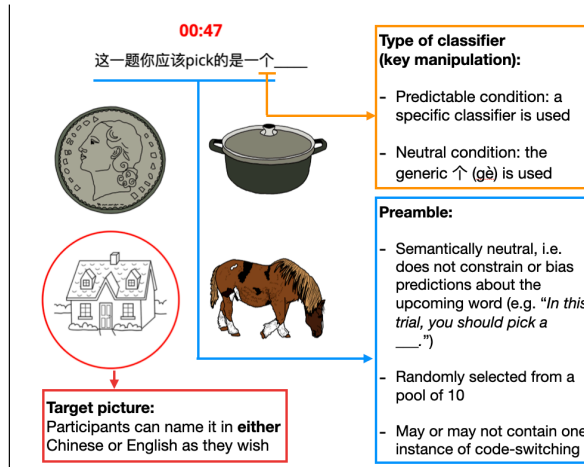 00:47
这一题你应该pick的是一个____
Type of classifier
(key manipulation):
- Predictable condition: a
specific classifier is used
- Neutral condition: the
generic 个 (gè) is used
Preamble:
- Semantically neutral, i.e.
does not constrain or bias
predictions about the
upcoming word (e.g. “In this
trial, you should pick a
___.”)
- Randomly selected from a
pool of 10
- May or may not contain one
instance of code-switching
Target picture:
Participants can name it in either
Chinese or English as they wish